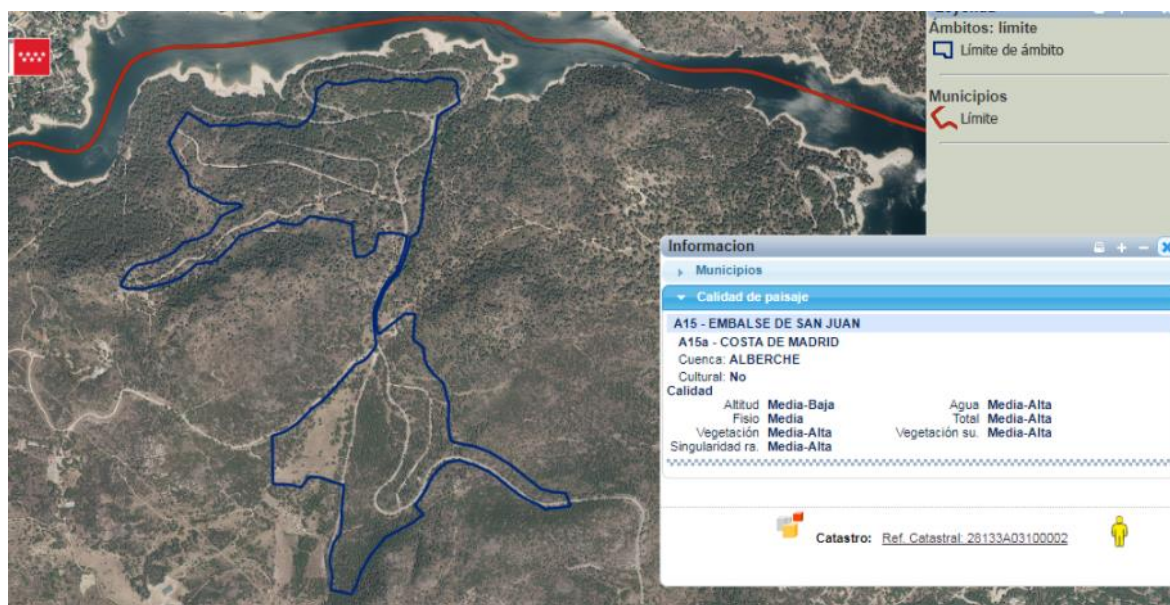 Leyenda
Ámbitos: límite
Límite de ámbito
Municipios
Límite
Informacion
Municipios
Calidad de paisaje
A15 - EMBALSE DE SAN JUAN
A15a - COSTA DE MADRID
Cuenca: ALBERCHE
Cultural: No
Calidad
Altitud Media-Baja Agua Media-Alta
Fisio Media Total Media-Alta
Vegetación Media-Alta Vegetación su. Media-Alta
Singularidad ra. Media-Alta
Catastro: Ref. Catastral: 28133A03100002